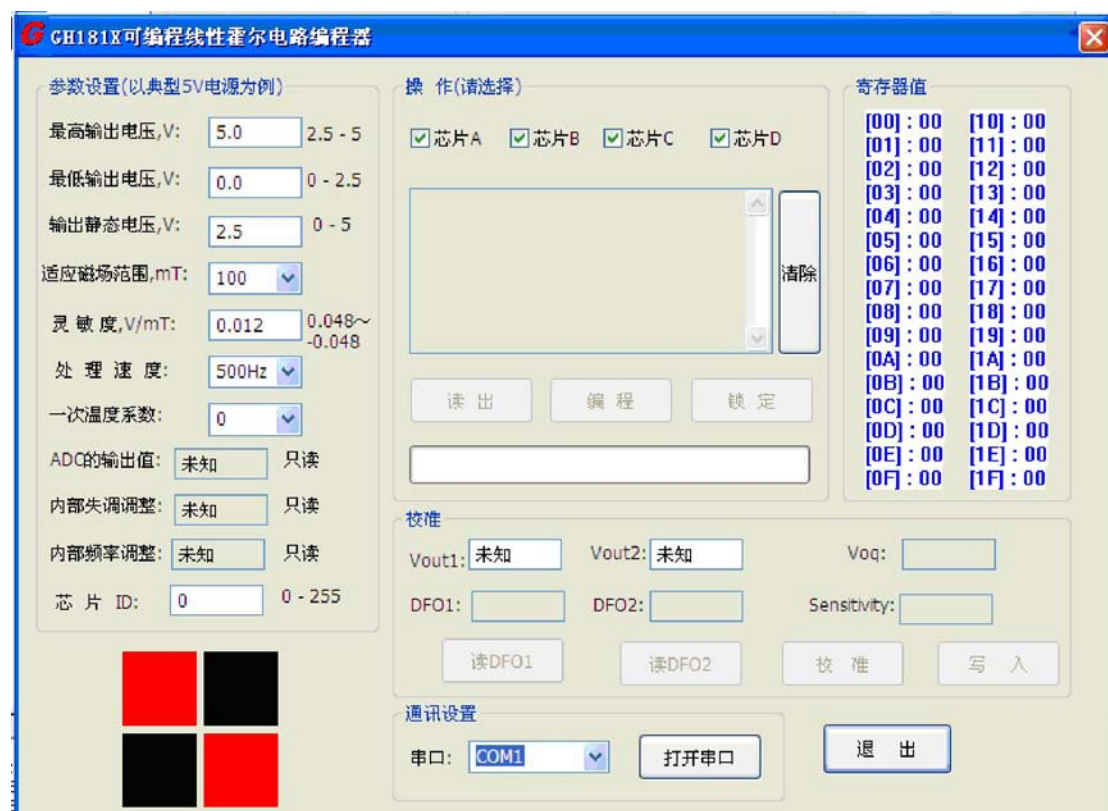 GH181X可编程线性霍尔电路编程器
参数设置(以典型5V电源为例)
最高输出电压,V: 5.0 2.5 - 5
最低输出电压,V: 0.0 0 - 2.5
输出静态电压,V: 2.5 0 - 5
适应磁场范围,mT: 100
灵 敏 度,V/mT: 0.012 0.048～
-0.048
处 理 速 度: 500Hz
一次温度系数: 0
ADC的输出值: 未知 只读
内部失调调整: 未知 只读
内部频率调整: 未知 只读
芯 片 ID: 0 0 - 255
操 作(请选择)
芯片A 芯片B 芯片C 芯片D
清除
读 出 编 程 锁 定
寄存器值
[00] : 00 [10] : 00
[01] : 00 [11] : 00
[02] : 00 [12] : 00
[03] : 00 [13] : 00
[04] : 00 [14] : 00
[05] : 00 [15] : 00
[06] : 00 [16] : 00
[07] : 00 [17] : 00
[08] : 00 [18] : 00
[09] : 00 [19] : 00
[0A] : 00 [1A] : 00
[0B] : 00 [1B] : 00
[0C] : 00 [1C] : 00
[0D] : 00 [1D] : 00
[0E] : 00 [1E] : 00
[0F] : 00 [1F] : 00
校准
Vout1: 未知 Vout2: 未知 Voq:
DFO1: DFO2: Sensitivity:
读DFO1 读DFO2 校 准 写 入
通讯设置
串口: COM1 打开串口
退 出